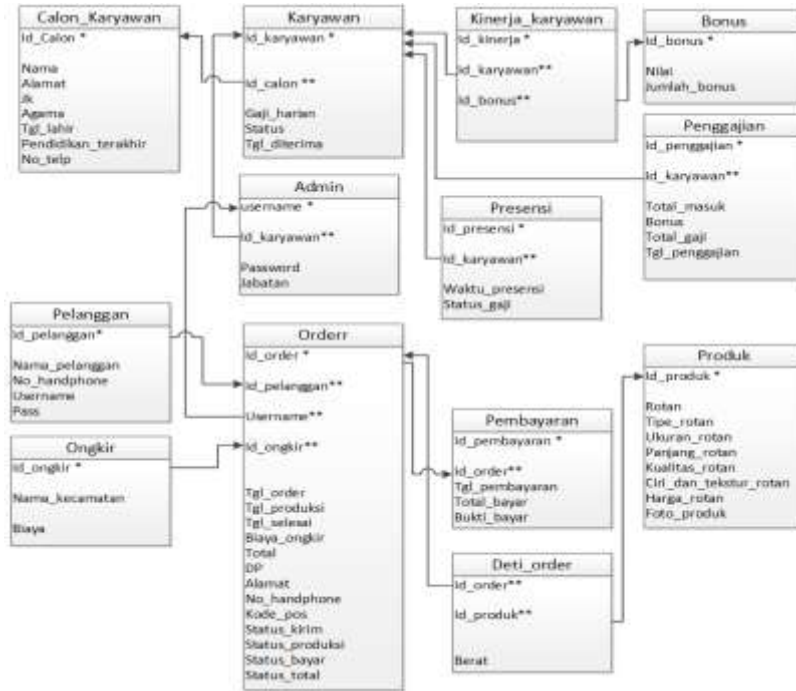 Calon_Karyawan
Id_Calon *
Nama
Alamat
Jk
Agama
Tgl_lahir
Pendidikan_terakhir
No_telp
Karyawan
Id_karyawan *
Id_calon **
Gaji_harian
Status
Tgl_diterima
Kinerja_karyawan
Id_kinerja *
Id_karyawan**
Id_bonus**
Bonus
Id_bonus *
Nilai
Jumlah_bonus
Penggajian
Id_penggajian *
Id_karyawan**
Total_masuk
Bonus
Total_gaji
Tgl_penggajian
Admin
username *
Id_karyawan**
Password
Jabatan
Presensi
Id_presensi *
Id_karyawan**
Waktu_presensi
Status_gaji
Pelanggan
Id_pelanggan*
Nama_pelanggan
No_handphone
Username
Pass
Orderr
Id_order *
Id_pelanggan**
Username**
Id_ongkir**
Tgl_order
Tgl_produksi
Tgl_selesai
Biaya_ongkir
Total
DP
Alamat
No_handphone
Kode_pos
Status_kirim
Status_produksi
Status_bayar
Status_total
Ongkir
Id_ongkir *
Nama_kecamatan
Biaya
Pembayaran
Id_pembayaran *
Id_order**
Tgl_pembayaran
Total_bayar
Bukti_bayar
Produk
Id_produk *
Rotan
Tipe_rotan
Ukuran_rotan
Panjang_rotan
Kualitas_rotan
Ciri_dan_tekstur_rotan
Harga_rotan
Foto_produk
Deti_order
Id_order**
Id_produk**
Berat